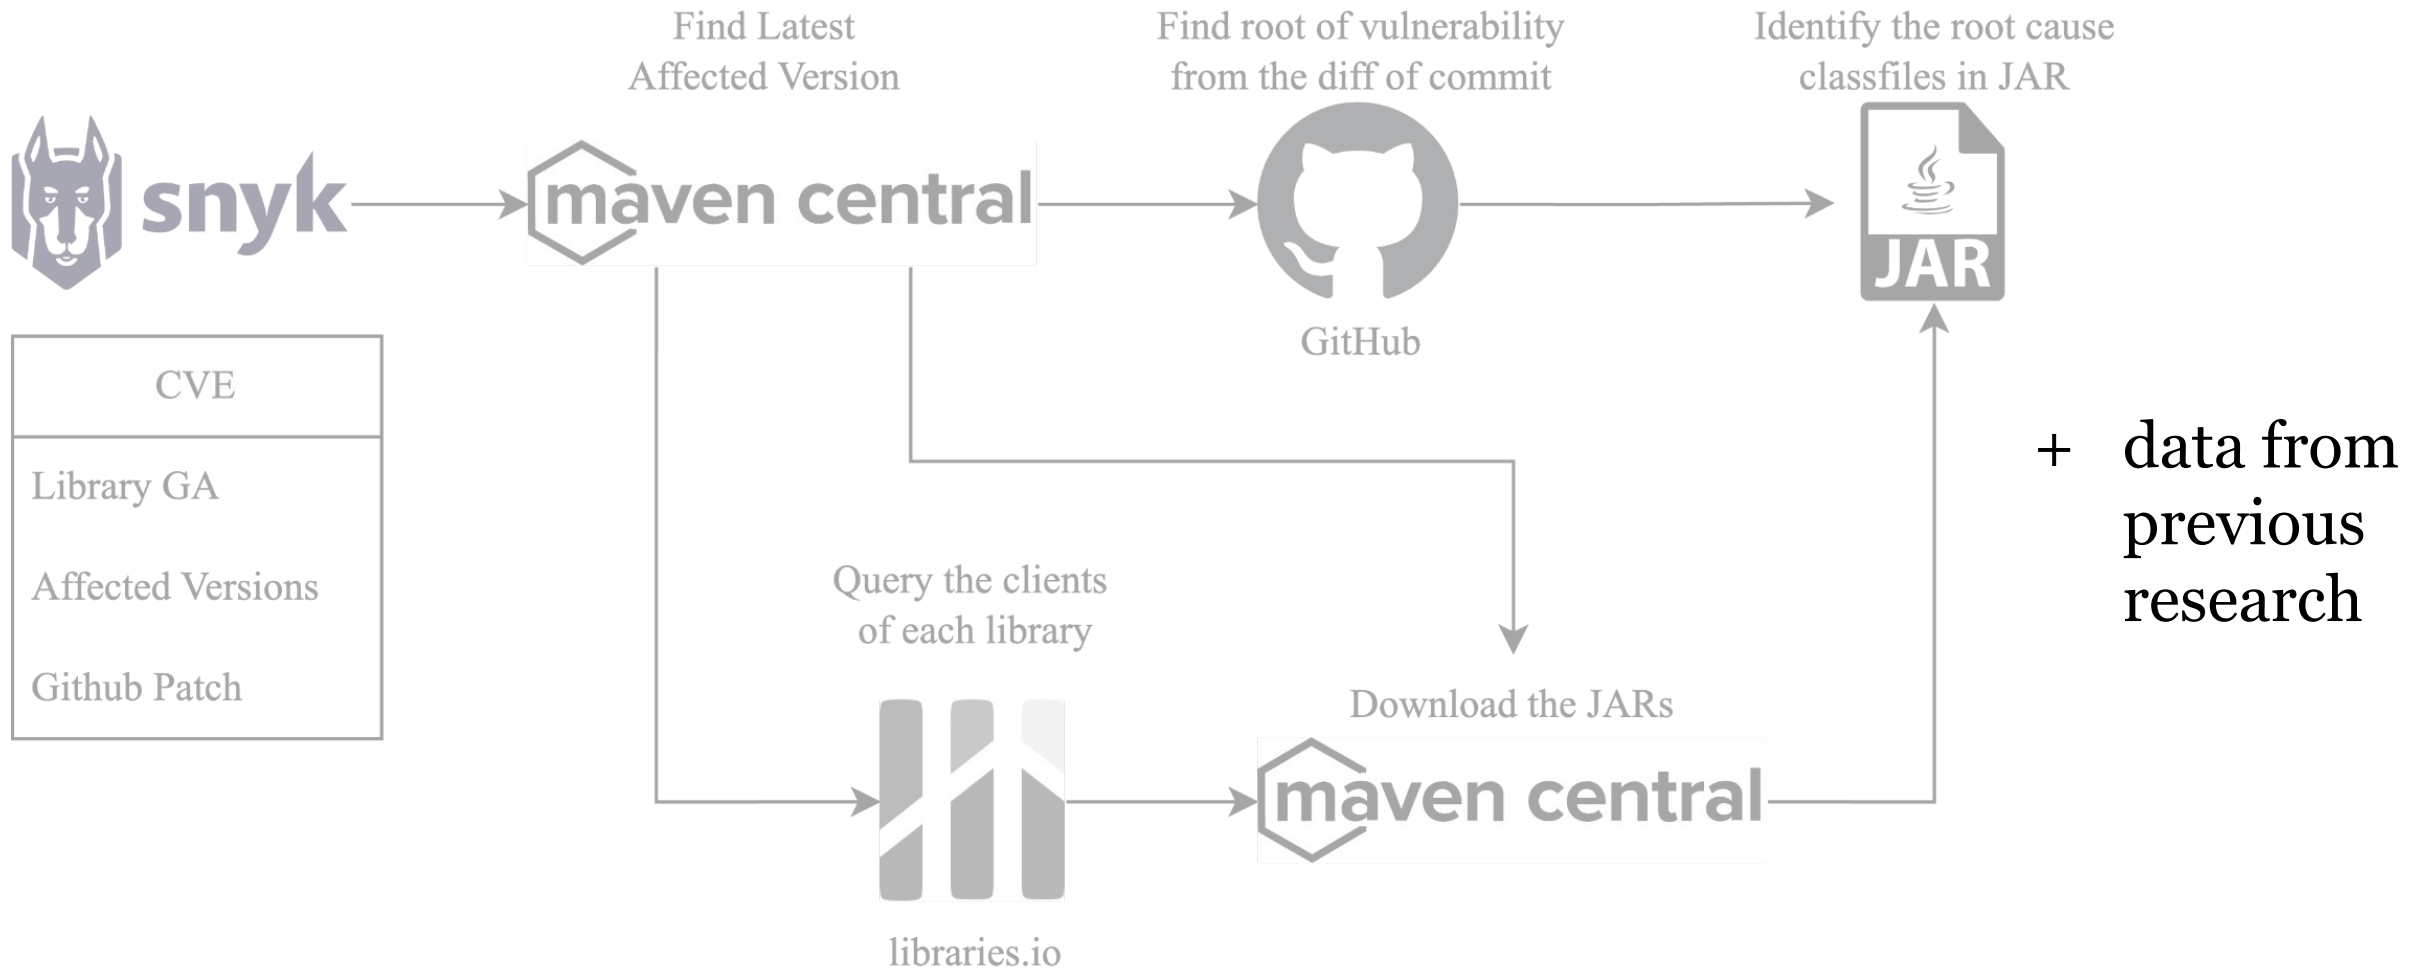 Find Latest
Affected Version
Find root of vulnerability
from the diff of commit
Identify the root cause
classfiles in JAR
snyk
maven central
JAR
GitHub
CVE
Library GA
Affected Versions
Github Patch
+ data from
previous
research
Query the clients
of each library
Download the JARs
maven central
libraries.io